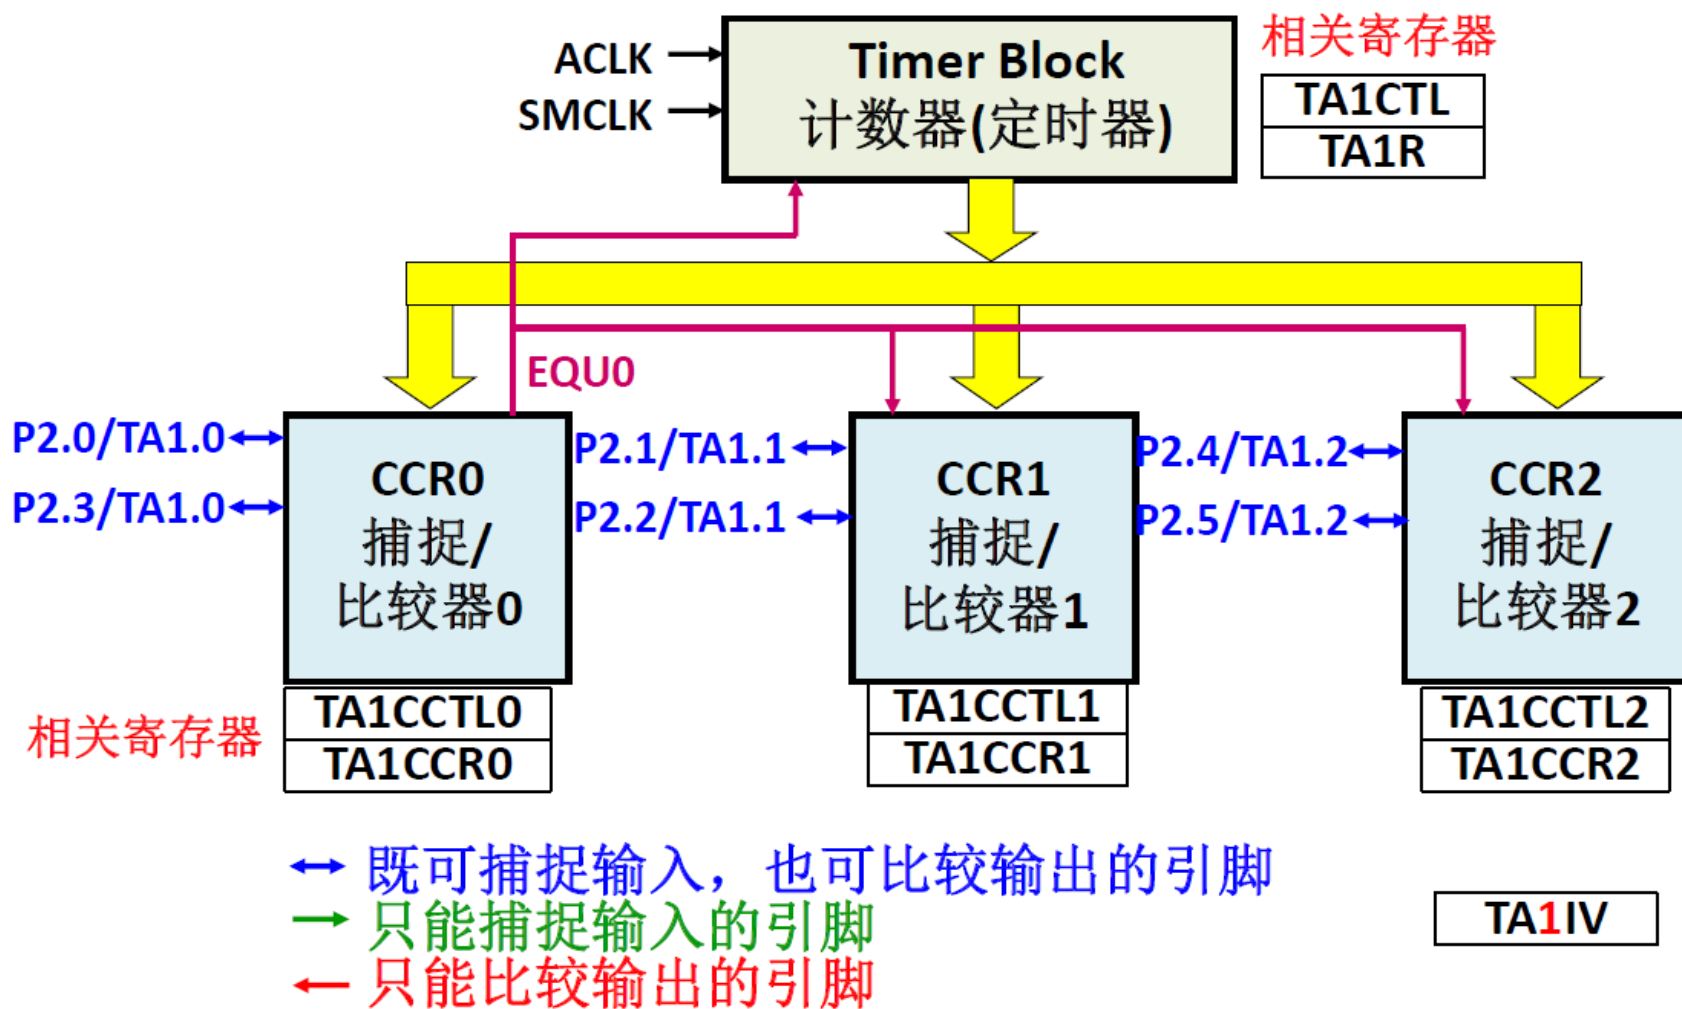 相关寄存器
ACLK
SMCLK
Timer Block
计数器(定时器)
TA1CTL
TA1R
EQU0
P2.0/TA1.0
P2.3/TA1.0
CCR0
捕捉/
比较器0
P2.1/TA1.1
P2.2/TA1.1
CCR1
捕捉/
比较器1
P2.4/TA1.2
P2.5/TA1.2
CCR2
捕捉/
比较器2
相关寄存器
TA1CCTL0
TA1CCR0
TA1CCTL1
TA1CCR1
TA1CCTL2
TA1CCR2
既可捕捉输入，也可比较输出的引脚
只能捕捉输入的引脚
只能比较输出的引脚
TA1IV